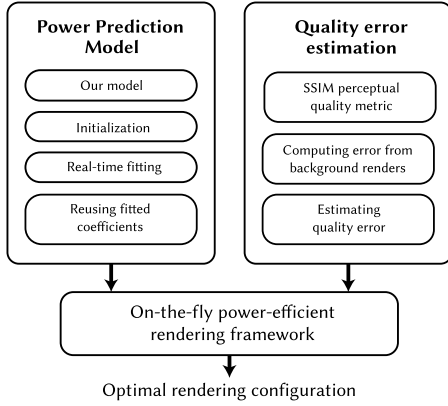 Power Prediction
Model
Our model
Initialization
Real-time fitting
Reusing fitted
coefficients
Quality error
estimation
SSIM perceptual
quality metric
Computing error from
background renders
Estimating
quality error
On-the-fly power-efficient
rendering framework
Optimal rendering configuration